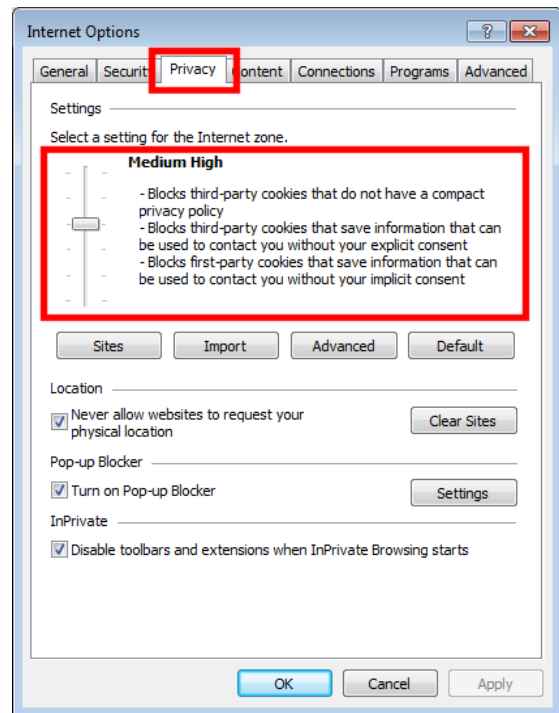 Internet Options
General Security Privacy Content Connections Programs Advanced
Settings
Select a setting for the Internet zone.
Medium High
- Blocks third-party cookies that do not have a compact
privacy policy
- Blocks third-party cookies that save information that can
be used to contact you without your explicit consent
- Blocks first-party cookies that save information that can
be used to contact you without your implicit consent
Sites Import Advanced Default
Location
Never allow websites to request your
physical location
Clear Sites
Pop-up Blocker
Turn on Pop-up Blocker
Settings
InPrivate
Disable toolbars and extensions when InPrivate Browsing starts
OK Cancel Apply